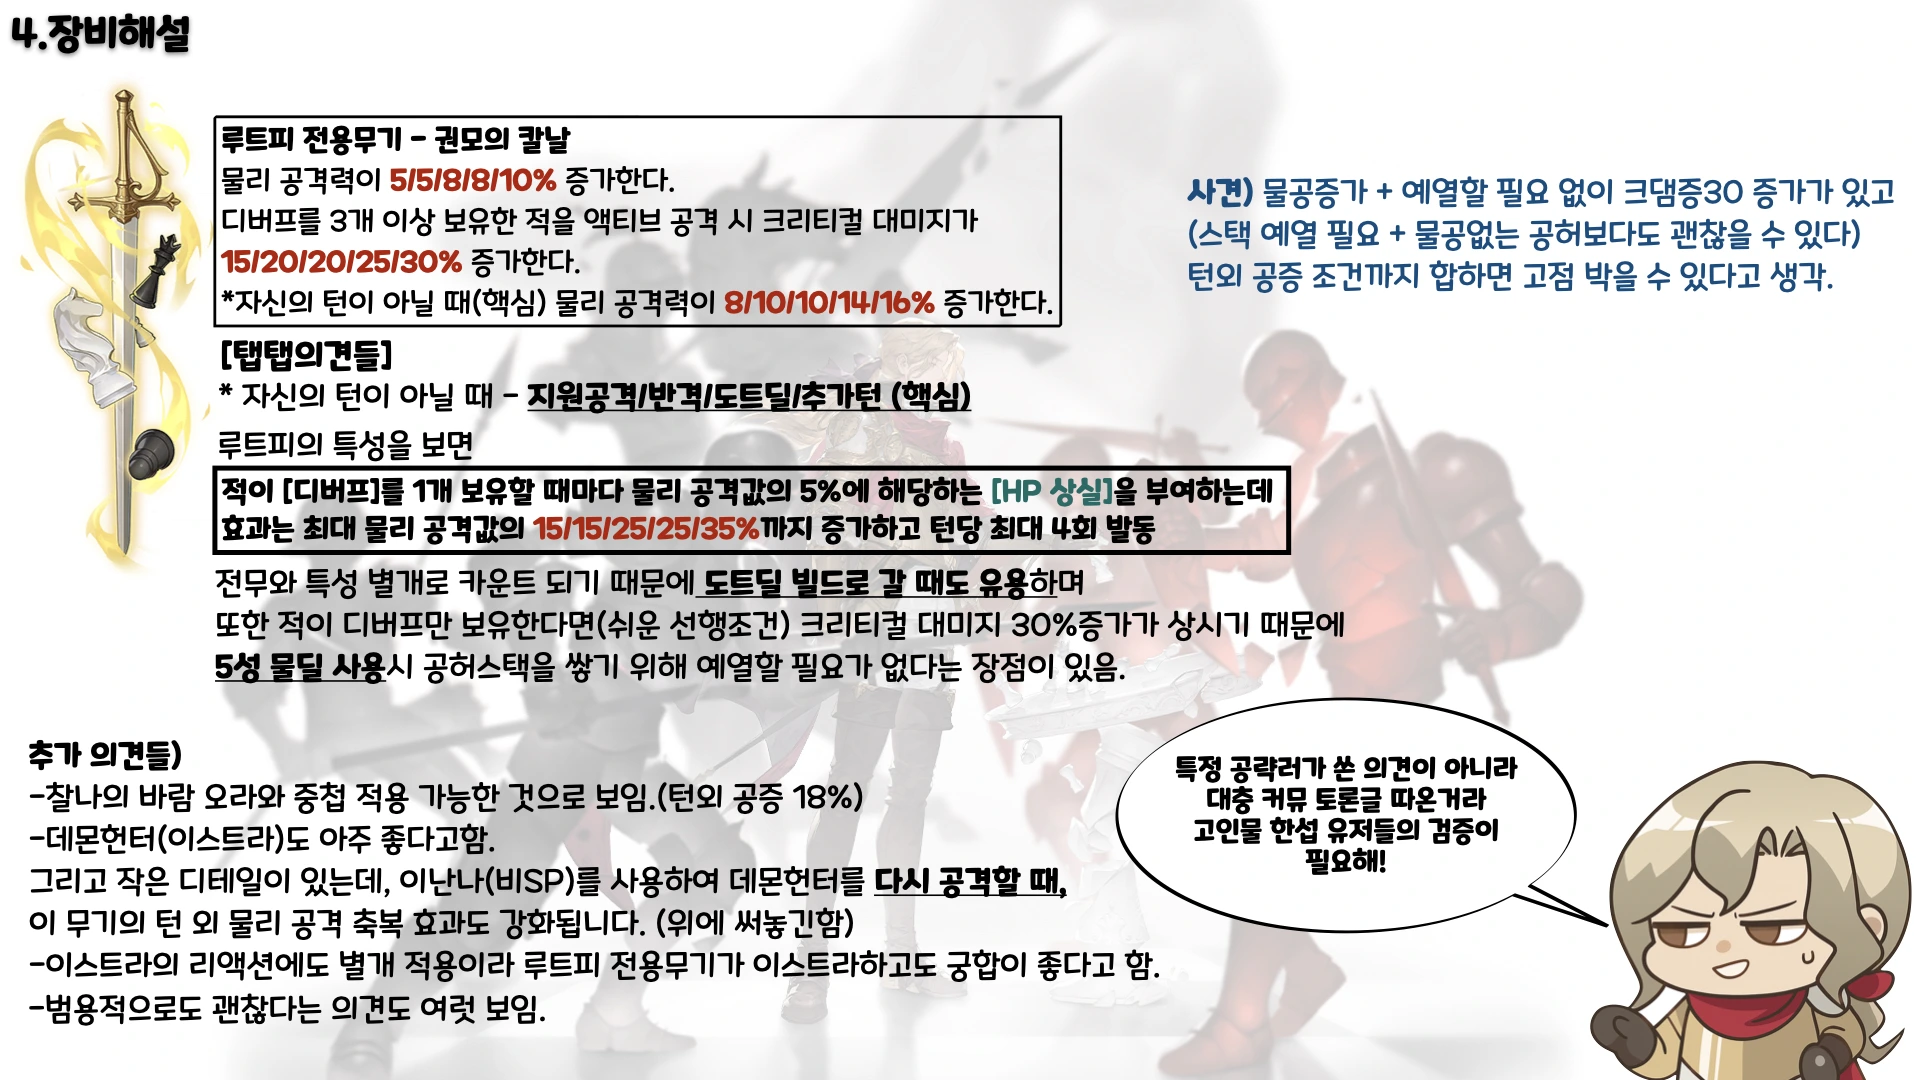 4.장비해설
루트피 전용무기 - 권모의 칼날
물리 공격력이 5/5/8/8/10% 증가한다.
디버프를 3개 이상 보유한 적을 액티브 공격 시 크리티컬 대미지가
15/20/20/25/30% 증가한다.
*자신의 턴이 아닐 때(핵심) 물리 공격력이 8/10/10/14/16% 증가한다.
사견) 물공증가 + 예열할 필요 없이 크댐증30 증가가 있고
(스택 예열 필요 + 물공없는 공허보다도 괜찮을 수 있다)
턴외 공증 조건까지 합하면 고점 박을 수 있다고 생각.
[탭탭의견들]
* 자신의 턴이 아닐 때 - 지원공격/반격/도트딜/추가턴 (핵심)
루트피의 특성을 보면
적이 [디버프]를 1개 보유할 때마다 물리 공격값의 5%에 해당하는 [HP 상실]을 부여하는데
효과는 최대 물리 공격값의 15/15/25/25/35%까지 증가하고 턴당 최대 4회 발동
전무와 특성 별개로 카운트 되기 때문에 도트딜 빌드로 갈 때도 유용하며
또한 적이 디버프만 보유한다면(쉬운 선행조건) 크리티컬 대미지 30%증가가 상시기 때문에
5성 물딜 사용시 공허스택을 쌓기 위해 예열할 필요가 없다는 장점이 있음.
추가 의견들)
-찰나의 바람 오라와 중첩 적용 가능한 것으로 보임.(턴외 공증 18%)
-데몬헌터(이스트라)도 아주 좋다고함.
그리고 작은 디테일이 있는데, 이난나(비SP)를 사용하여 데몬헌터를 다시 공격할 때,
이 무기의 턴 외 물리 공격 축복 효과도 강화됩니다. (위에 써놓긴함)
-이스트라의 리액션에도 별개 적용이라 루트피 전용무기가 이스트라하고도 궁합이 좋다고 함.
-범용적으로도 괜찮다는 의견도 여럿 보임.
특정 공략러가 쓴 의견이 아니라
대충 커뮤 토론글 따온거라
고인물 한섭 유저들의 검증이
필요해!